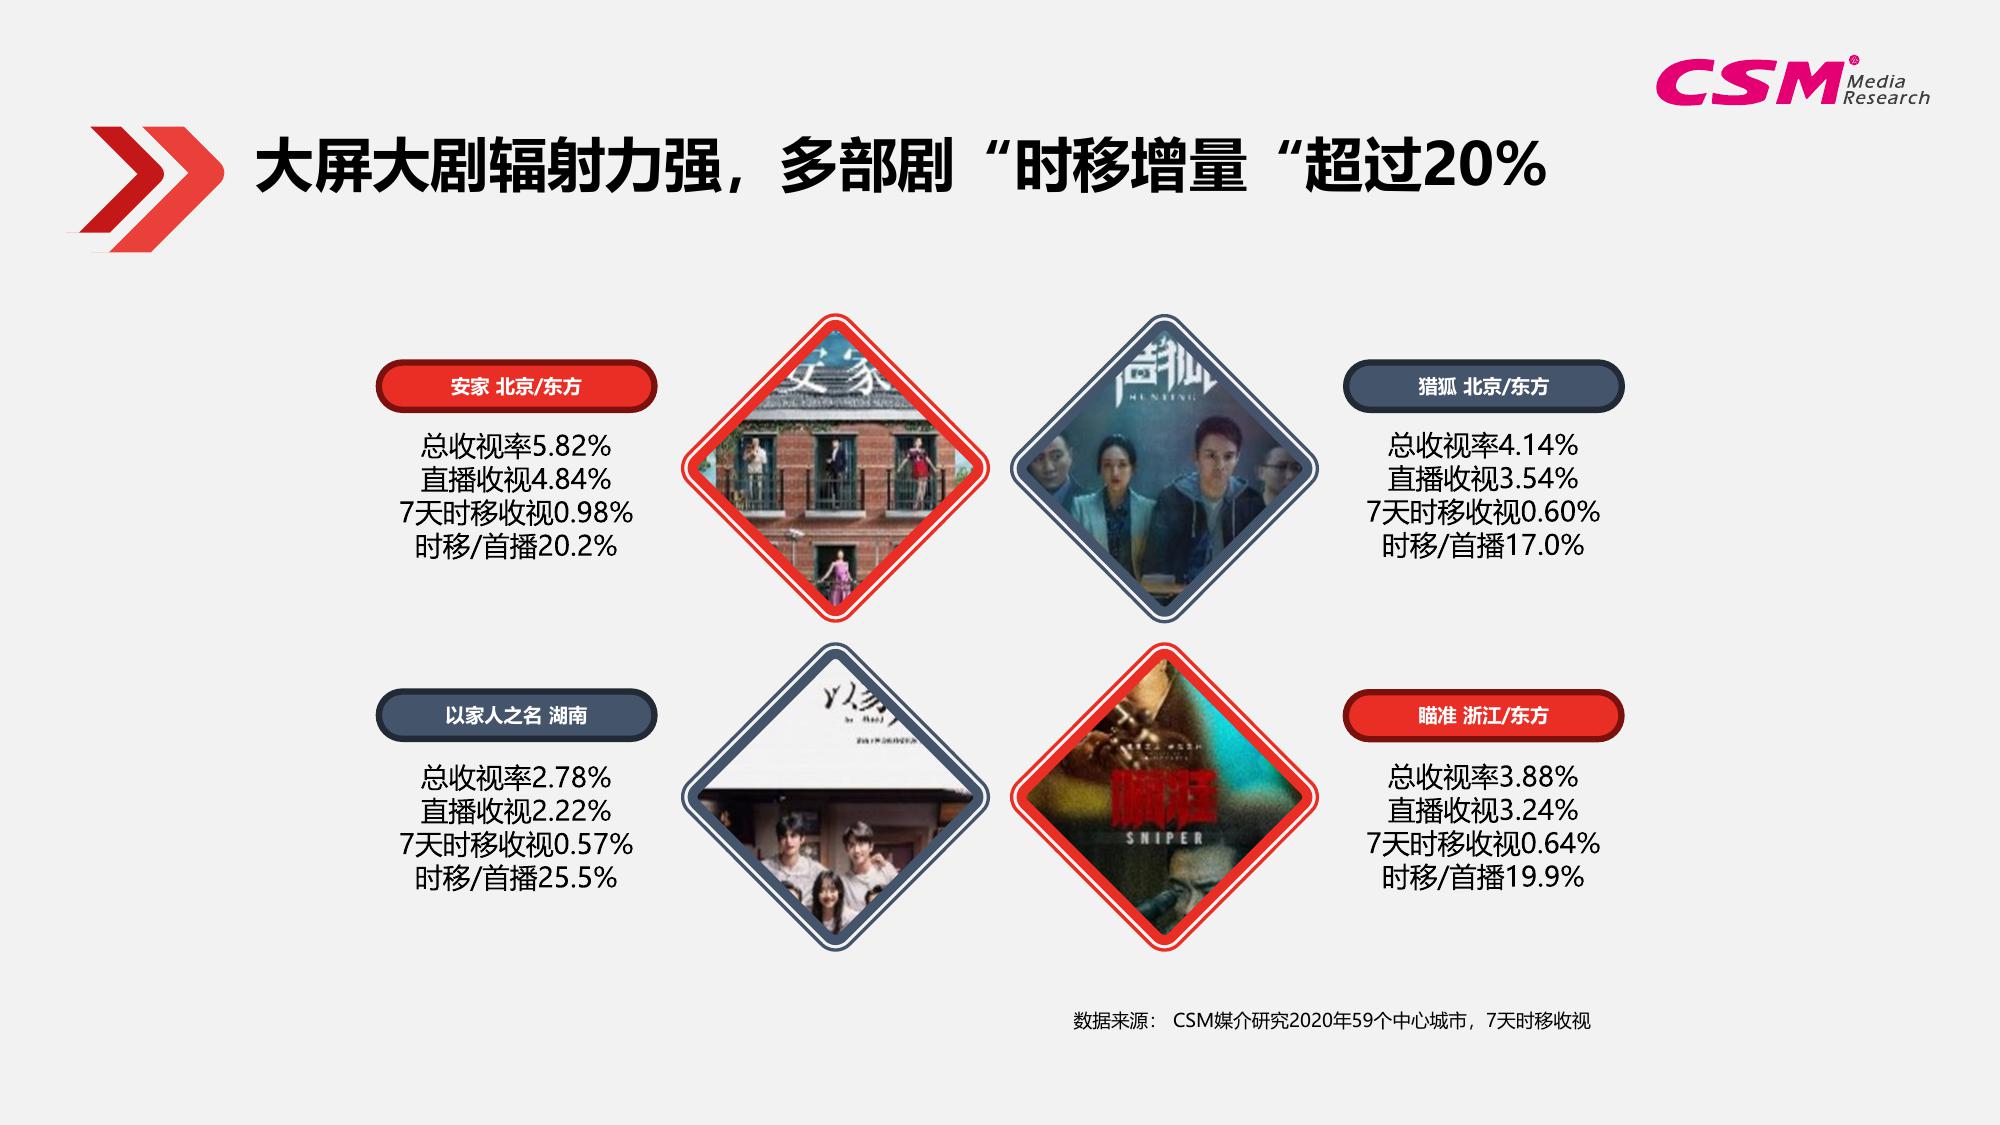 CSM
Media
Research
大屏大剧辐射力强，多部剧“时移增量“超过20%
安家 北京/东方
总收视率5.82%
直播收视4.84%
7天时移收视0.98%
时移/首播20.2%
安家
猎狐
HUNTING
猎狐 北京/东方
总收视率4.14%
直播收视3.54%
7天时移收视0.60%
时移/首播17.0%
以家人之名 湖南
总收视率2.78%
直播收视2.22%
7天时移收视0.57%
时移/首播25.5%
以家
瞄准
SNIPER
瞄准 浙江/东方
总收视率3.88%
直播收视3.24%
7天时移收视0.64%
时移/首播19.9%
数据来源： CSM媒介研究2020年59个中心城市，7天时移收视